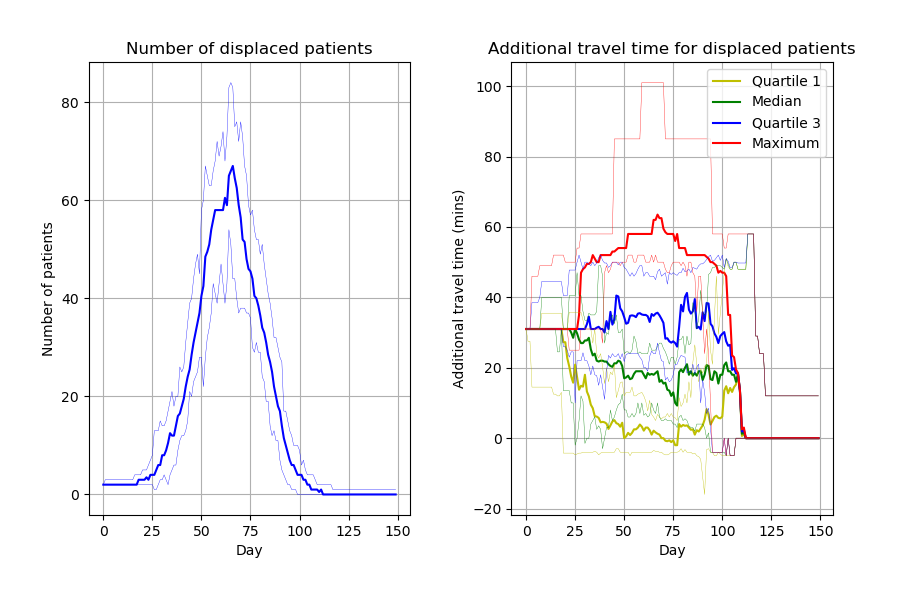 Number of displaced patients
Number of patients
80
60
40
20
0
0 25 50 75 100 125 150
Day
Additional travel time for displaced patients
Additional travel time (mins)
100
80
60
40
20
0
−20
0 25 50 75 100 125 150
Day
Quartile 1
Median
Quartile 3
Maximum